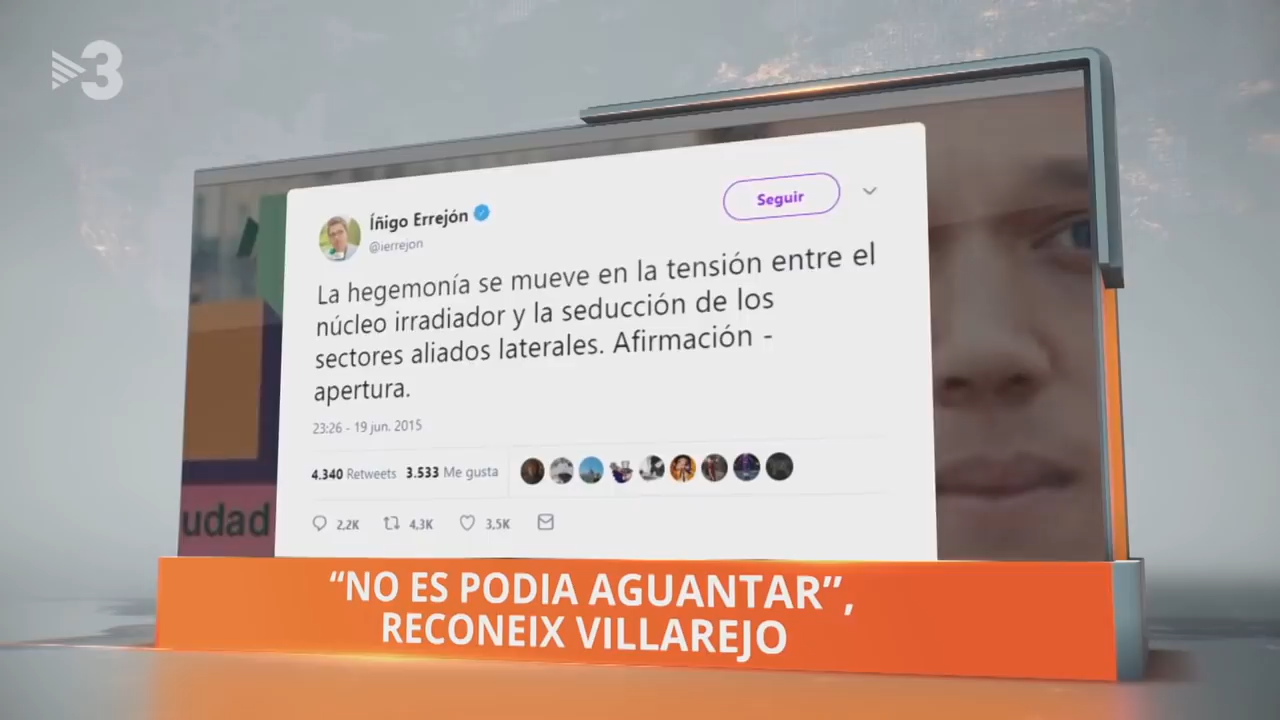 3
Íñigo Errejón
@ierrejon
Seguir
La hegemonía se mueve en la tensión entre el
núcleo irradiador y la seducción de los
sectores aliados laterales. Afirmación -
apertura.
23:26 - 19 jun. 2015
4.340 Retweets 3.533 Me gusta
2,2K 4,3K 3,5K
udad
“NO ES PODIA AGUANTAR”,
RECONEIX VILLAREJO